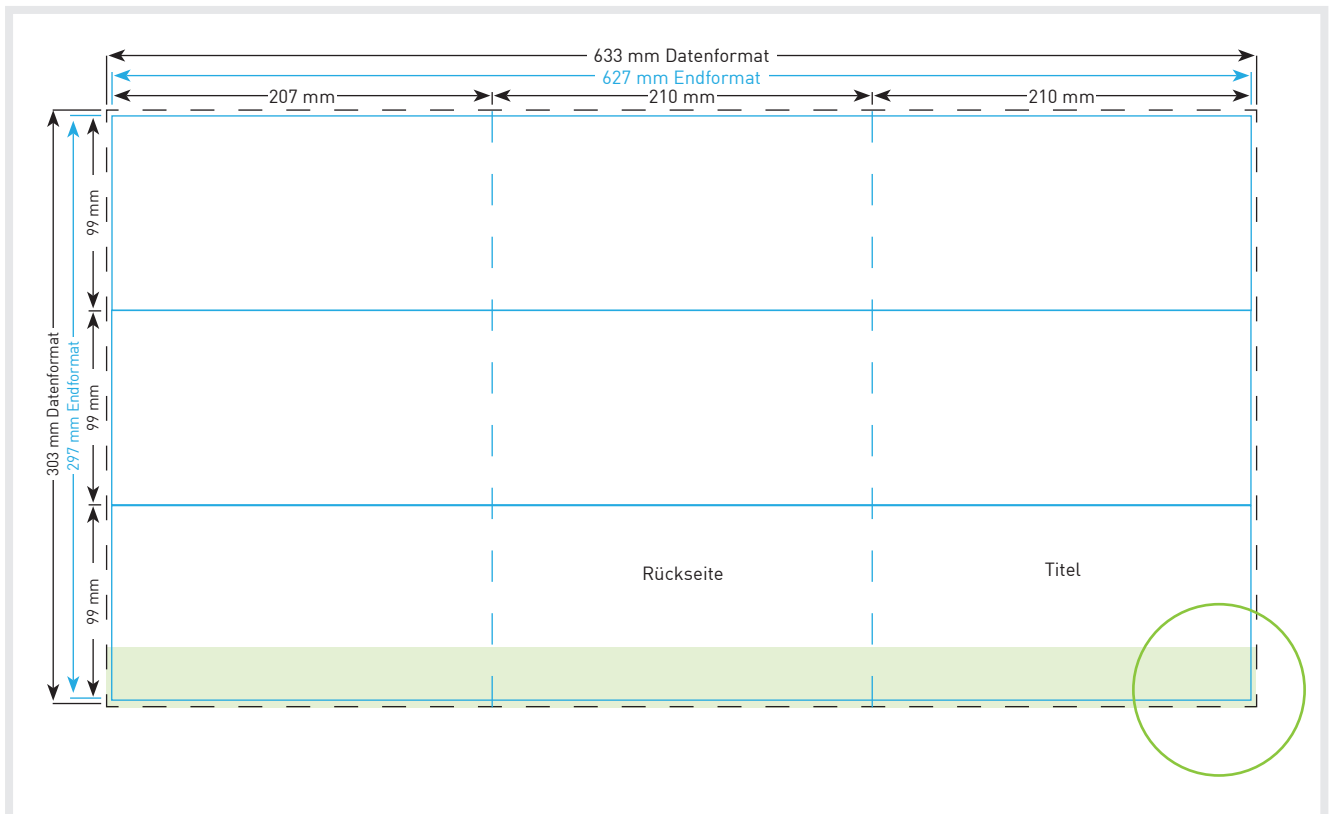 633 mm Datenformat
627 mm Endformat
207 mm
210 mm
210 mm
303 mm Datenformat
297 mm Endformat
99 mm
99 mm
99 mm
Rückseite
Titel